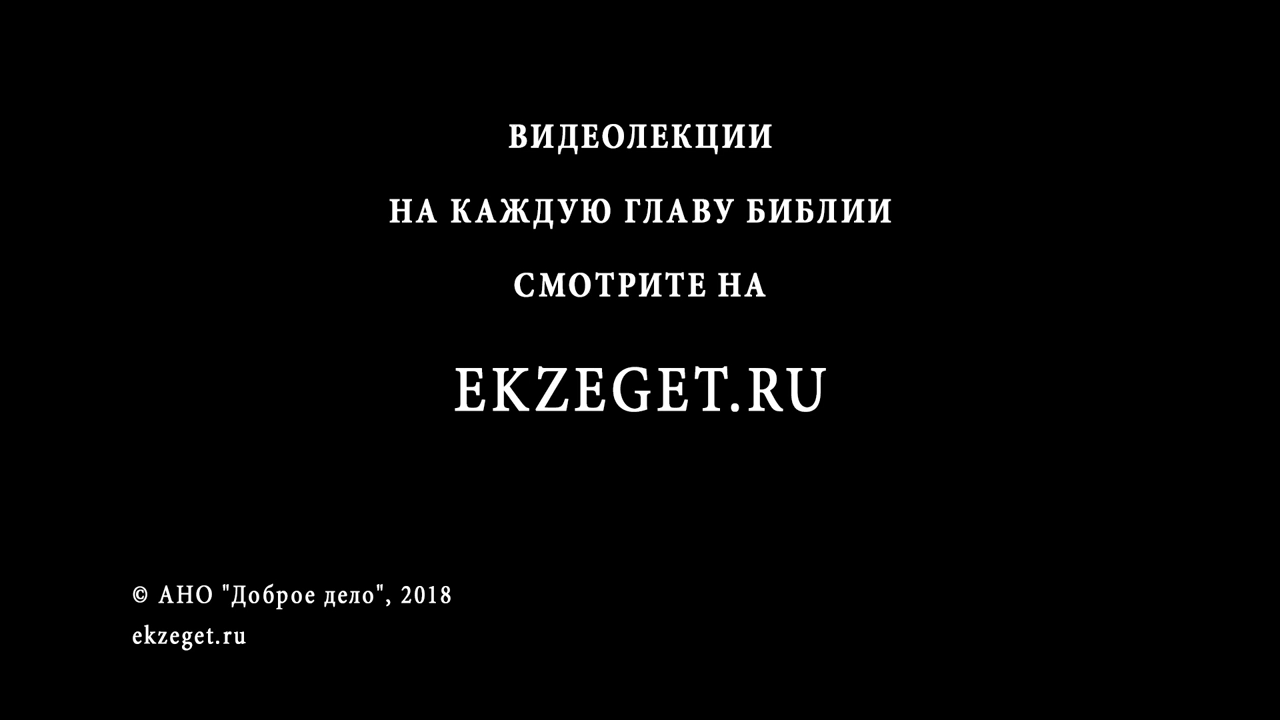 ВИДЕОЛЕКЦИИ
НА КАЖДУЮ ГЛАВУ БИБЛИИ
СМОТРИТЕ НА
EKZEGET.RU
© АНО "Доброе дело", 2018
ekzeget.ru